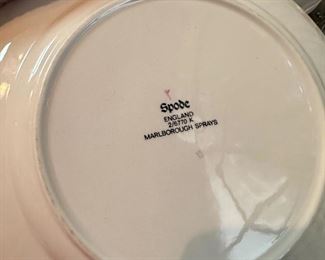 Spode
ENGLAND
2/6770 K
MARLBOROUGH SPRAYS